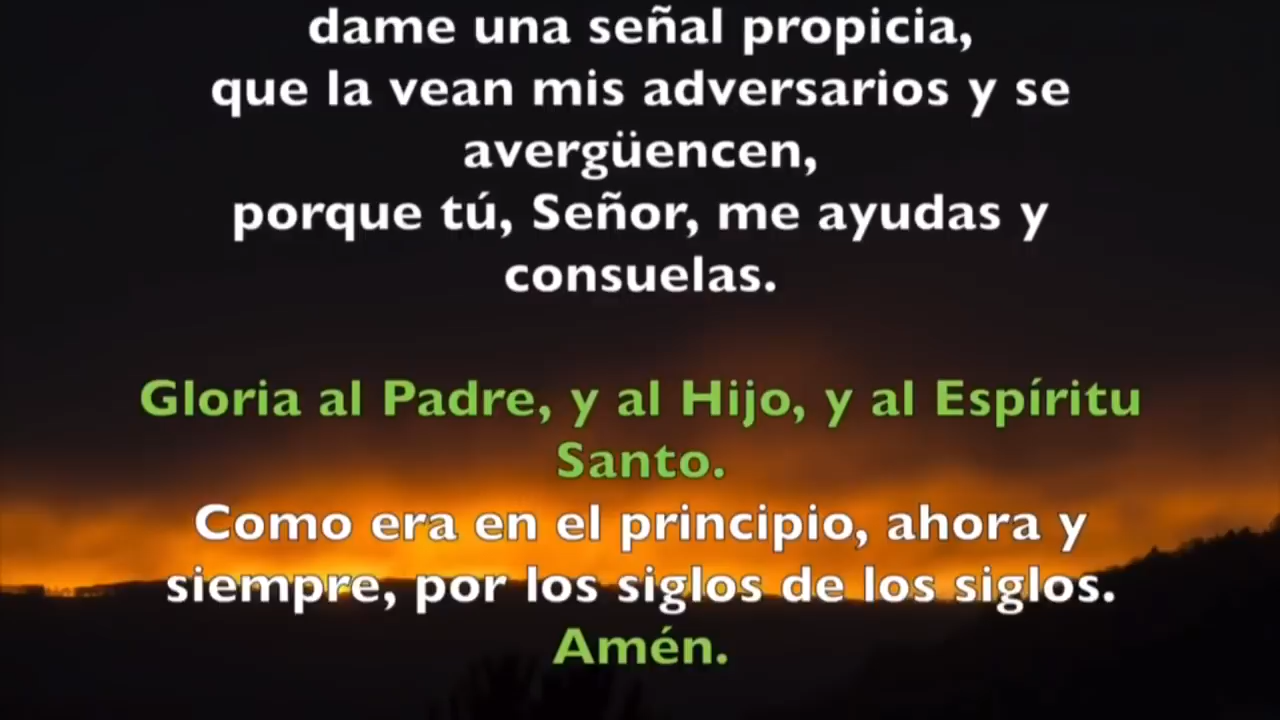 dame una señal propicia,
que la vean mis adversarios y se
avergüencen,
porque tú, Señor, me ayudas y
consuelas.
Gloria al Padre, y al Hijo, y al Espíritu
Santo.
Como era en el principio, ahora y
siempre, por los siglos de los siglos.
Amén.